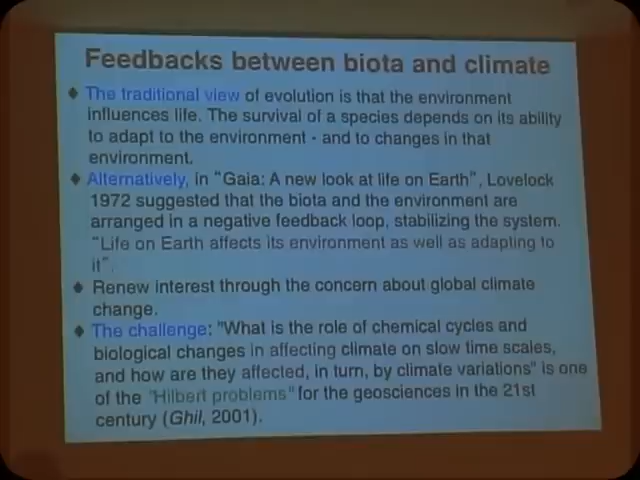 Feedbacks between biota and climate
The traditional view of evolution is that the environment
influences life. The survival of a species depends on its ability
to adapt to the environment - and to changes in that
environment.
Alternatively, in "Gaia: A new look at life on Earth", Lovelock
1972 suggested that the biota and the environment are
arranged in a negative feedback loop, stabilizing the system.
"Life on Earth affects its environment as well as adapting to
it".
Renew interest through the concern about global climate
change.
The challenge: "What is the role of chemical cycles and
biological changes in affecting climate on slow time scales,
and how are they affected, in turn, by climate variations" is one
of the "Hilbert problems" for the geosciences in the 21st
century (Ghil, 2001).